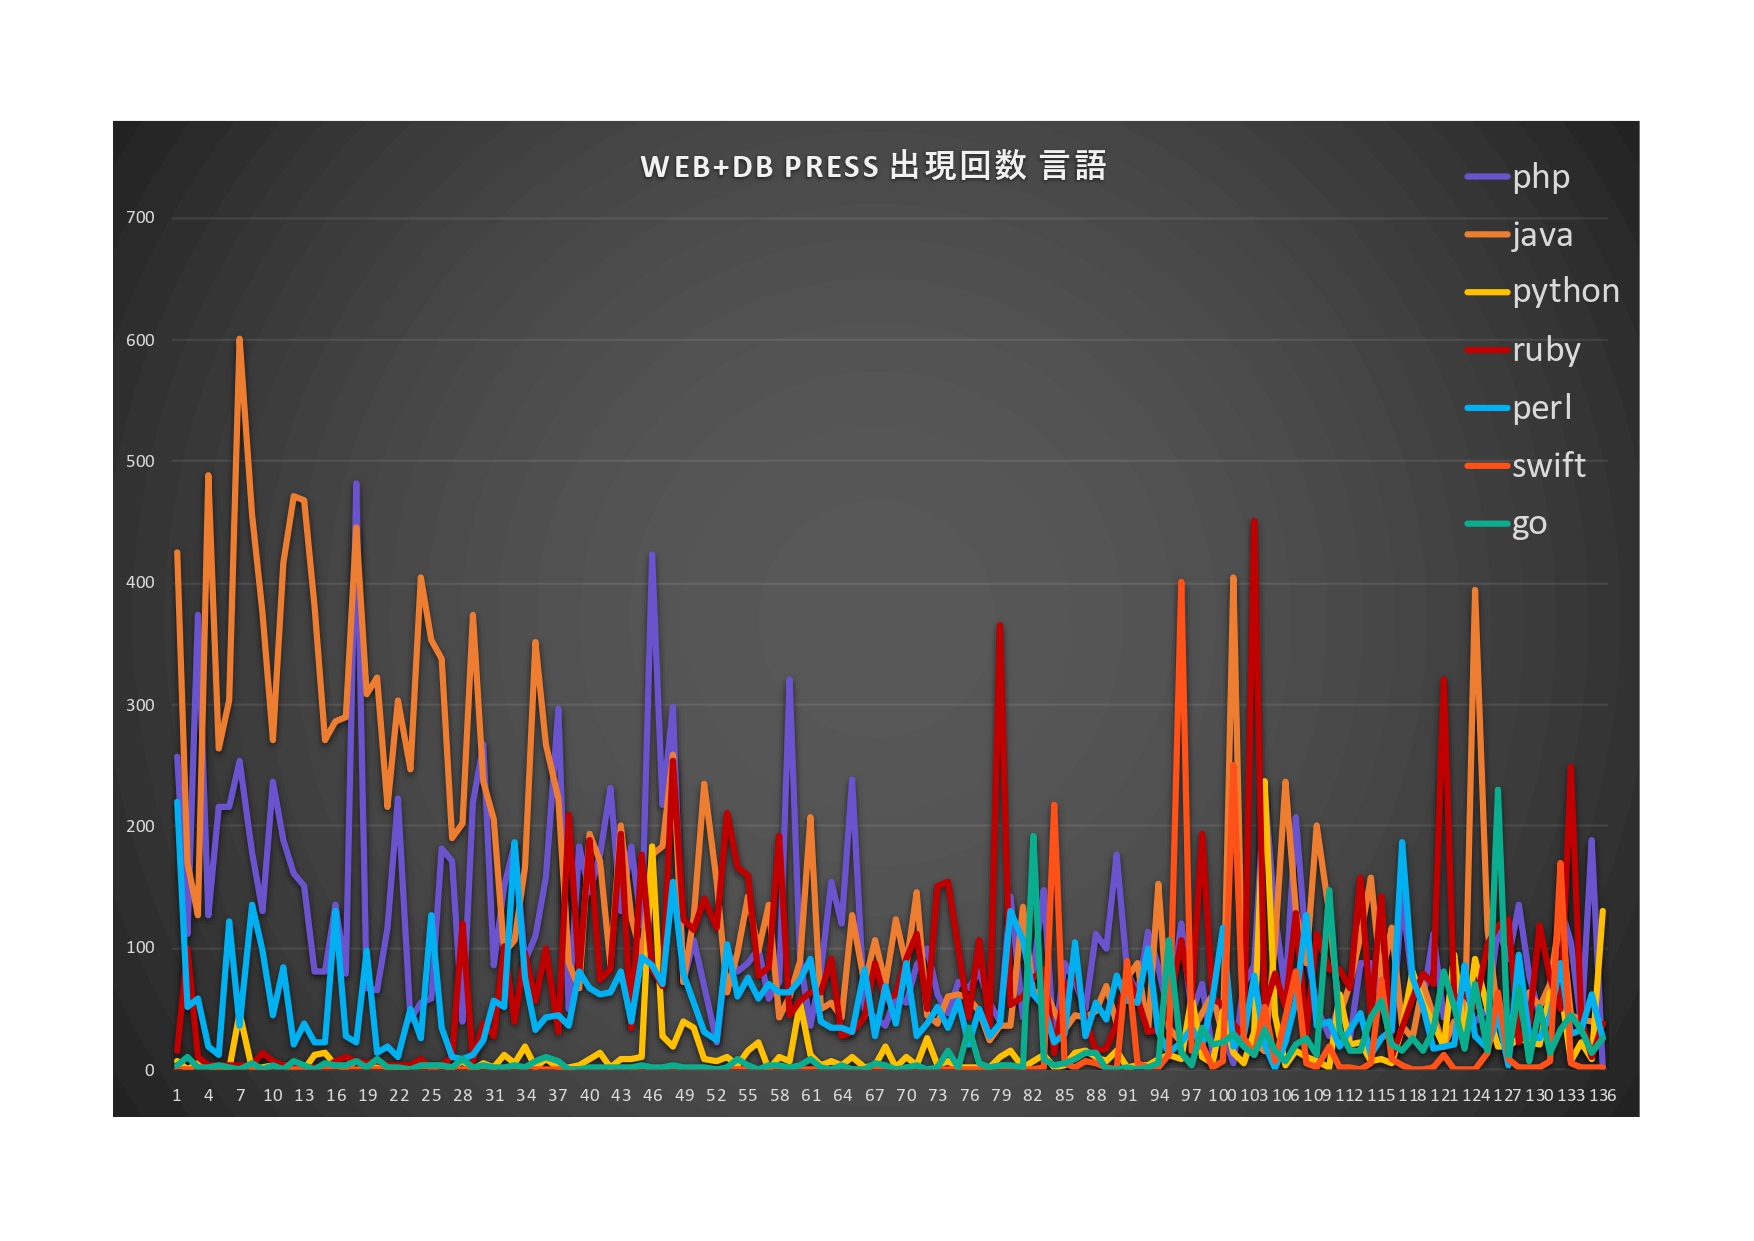 WEB+DB PRESS 出現回数 言語
php
java
python
ruby
perl
swift
go
700
600
500
400
300
200
100
0
1 4 7 10 13 16 19 22 25 28 31 34 37 40 43 46 49 52 55 58 61 64 67 70 73 76 79 82 85 88 91 94 97 100 103 106 109 112 115 118 121 124 127 130 133 136